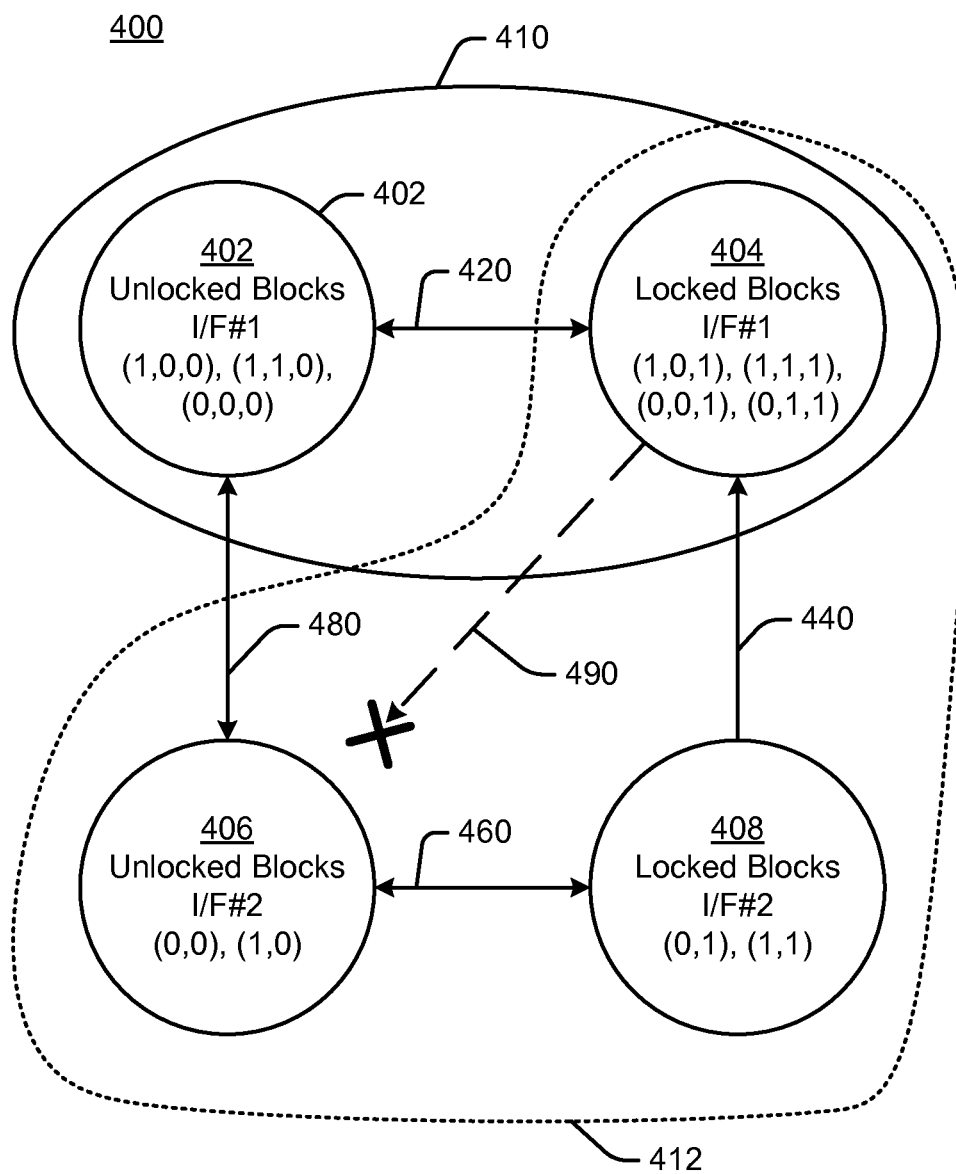 400
410
402
402
Unlocked Blocks
I/F#1
(1,0,0), (1,1,0),
(0,0,0)
420
404
Locked Blocks
I/F#1
(1,0,1), (1,1,1),
(0,0,1), (0,1,1)
480
490
440
406
Unlocked Blocks
I/F#2
(0,0), (1,0)
460
408
Locked Blocks
I/F#2
(0,1), (1,1)
412